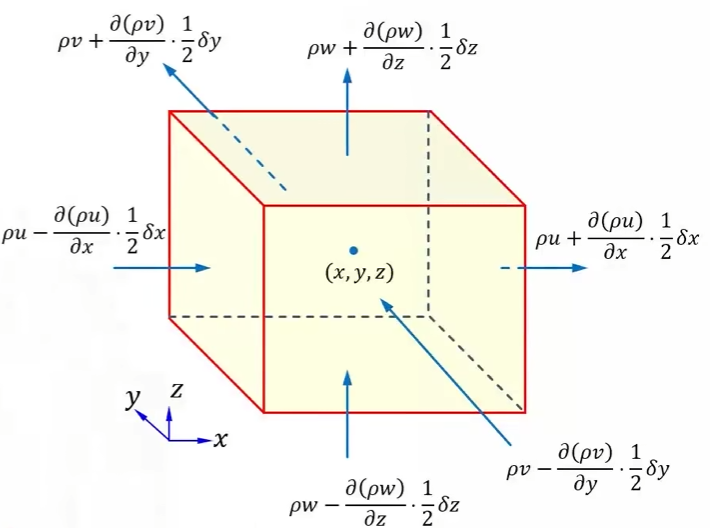 ρv + ∂(ρv)/∂y · 1/2 δy
ρw + ∂(ρw)/∂z · 1/2 δz
ρu − ∂(ρu)/∂x · 1/2 δx
ρu + ∂(ρu)/∂x · 1/2 δx
(x, y, z)
y
z
x
ρv − ∂(ρv)/∂y · 1/2 δy
ρw − ∂(ρw)/∂z · 1/2 δz